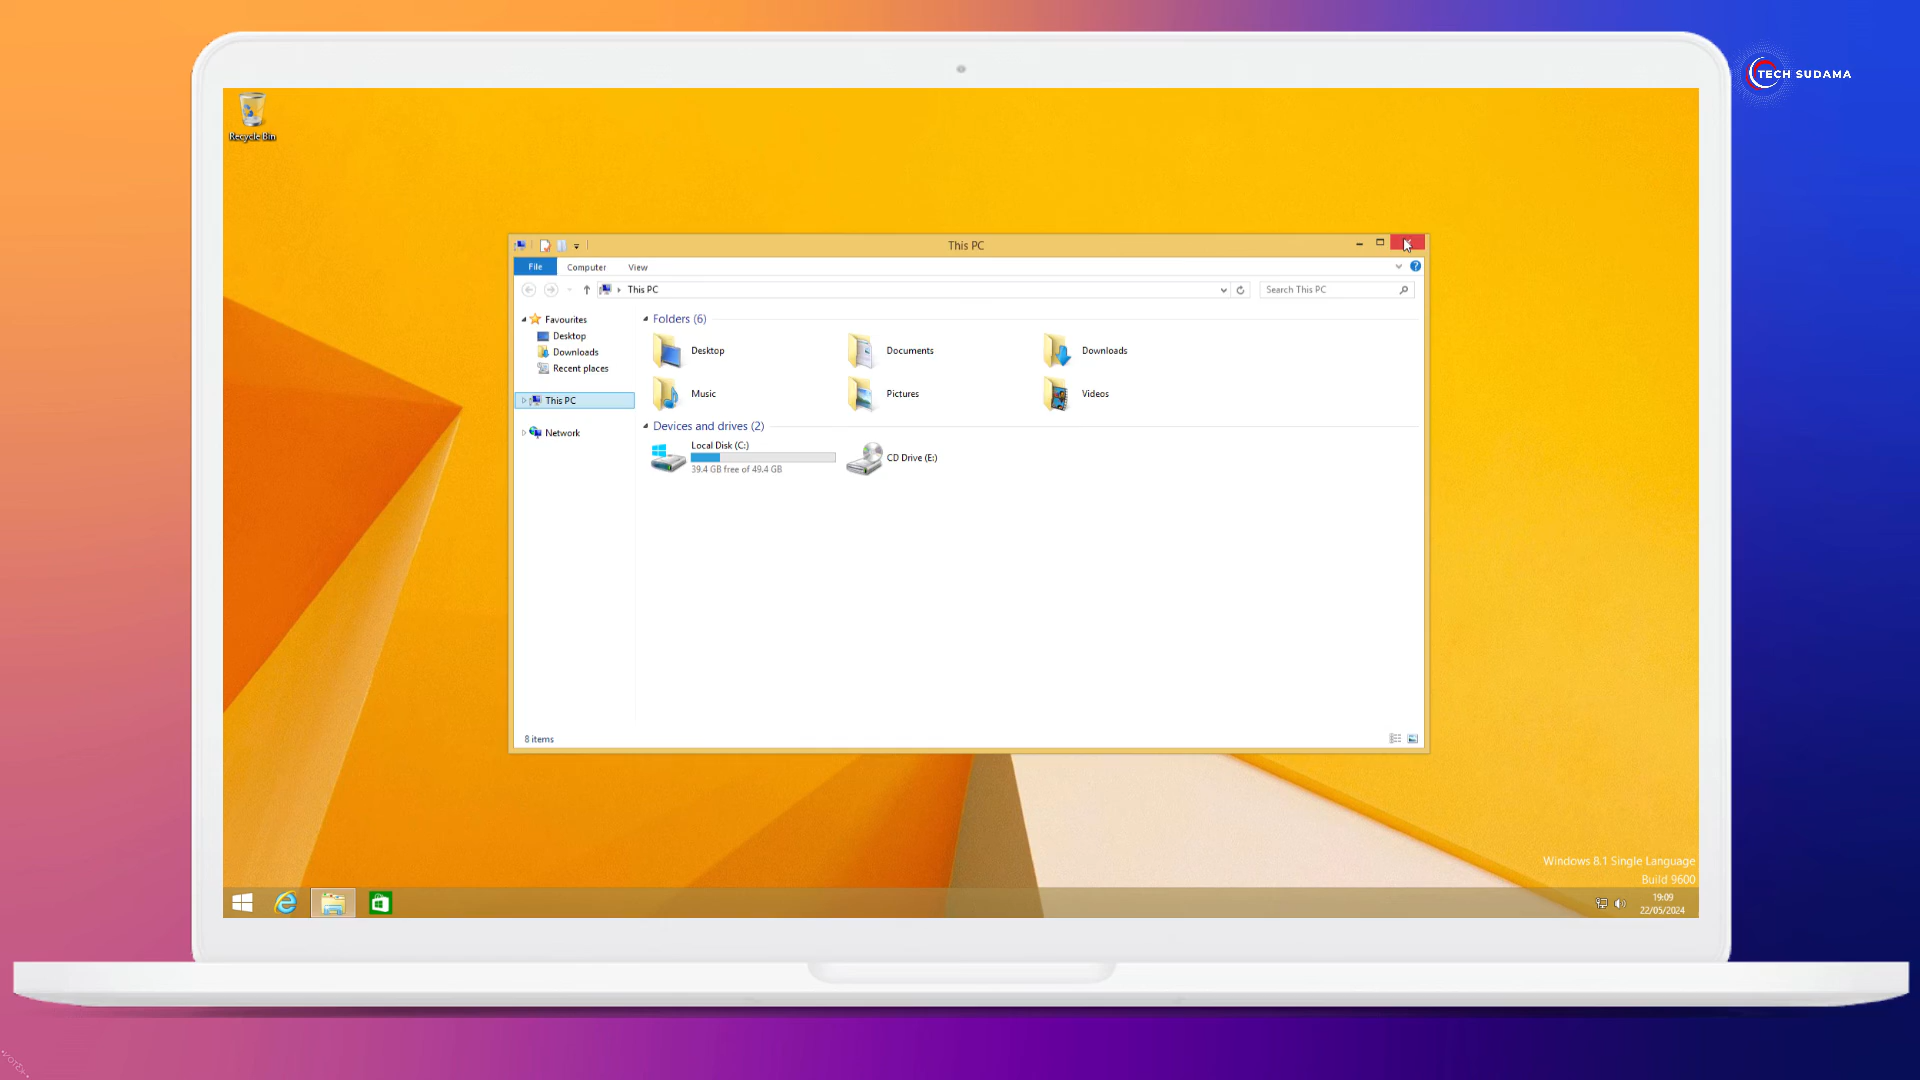 TECH SUDAMA
Recycle Bin
This PC
File Computer View
This PC
Search This PC
Favourites
Desktop
Downloads
Recent places
This PC
Network
Folders (6)
Desktop
Documents
Downloads
Music
Pictures
Videos
Devices and drives (2)
Local Disk (C:)
39.4 GB free of 49.4 GB
CD Drive (E:)
8 items
Windows 8.1 Single Language
Build 9600
19:09
22/05/2024